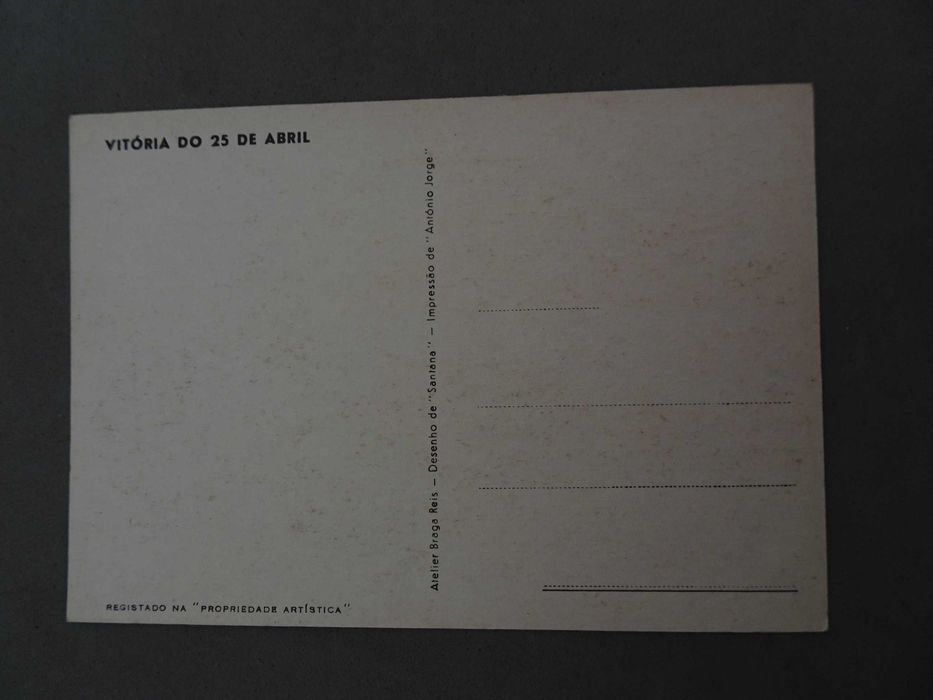 VITÓRIA DO 25 DE ABRIL
Atelier Braga Reis. — Desenho de "Santana" — Impressão de "António Jorge"
REGISTADO NA "PROPRIEDADE ARTÍSTICA"